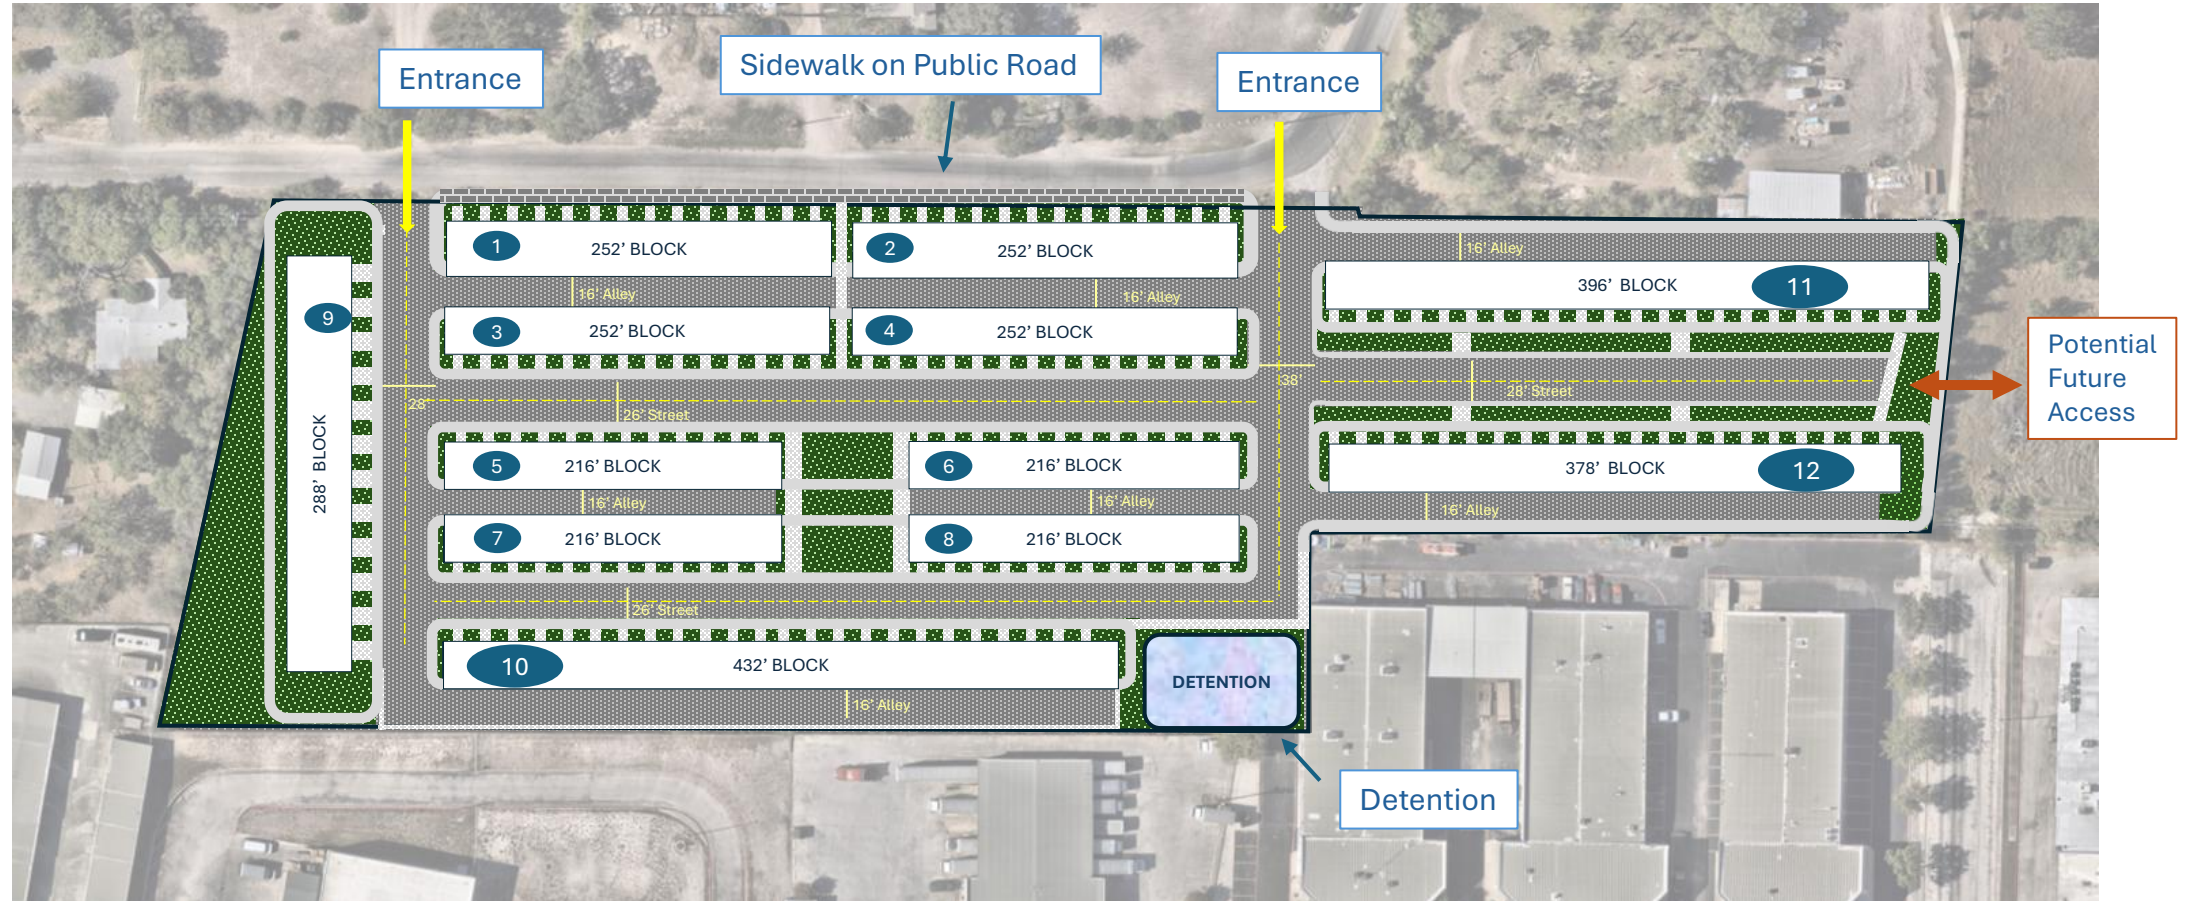 Entrance
Sidewalk on Public Road
Entrance
1
252’ BLOCK
2
252’ BLOCK
16’ Alley
16’ Alley
3
252’ BLOCK
4
252’ BLOCK
9
288’ BLOCK
28’
26’ Street
38’
5
216’ BLOCK
6
216’ BLOCK
16’ Alley
16’ Alley
7
216’ BLOCK
8
216’ BLOCK
26’ Street
10
432’ BLOCK
16’ Alley
DETENTION
Detention
16’ Alley
396’ BLOCK
11
28’ Street
378’ BLOCK
12
16’ Alley
Potential
Future
Access